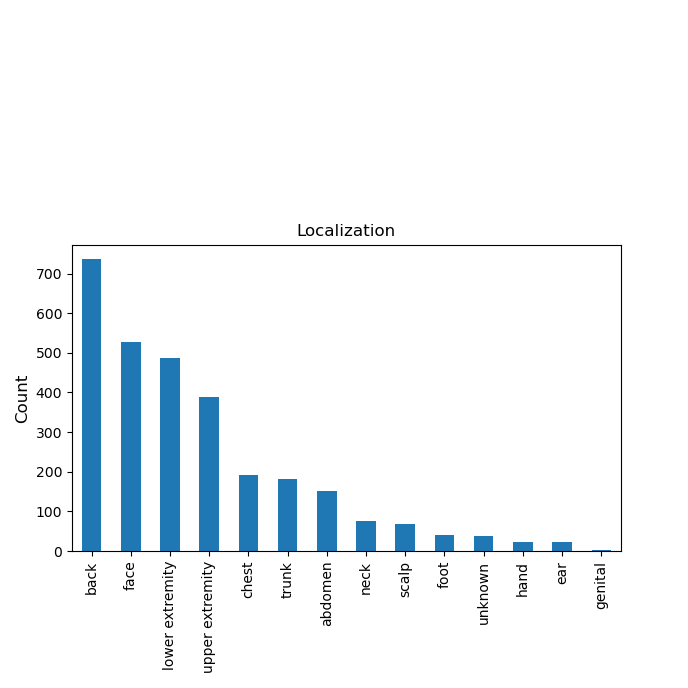 Localization
700
600
500
400
300
200
100
0
Count
back
face
lower extremity
upper extremity
chest
trunk
abdomen
neck
scalp
foot
unknown
hand
ear
genital